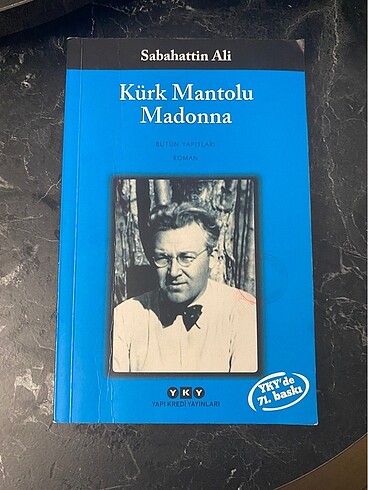 Sabahattin Ali
Kürk Mantolu
Madonna
BÜTÜN YAPITLARI
ROMAN
YKY
YAPI KREDİ YAYINLARI
YKY'de
71. baskı